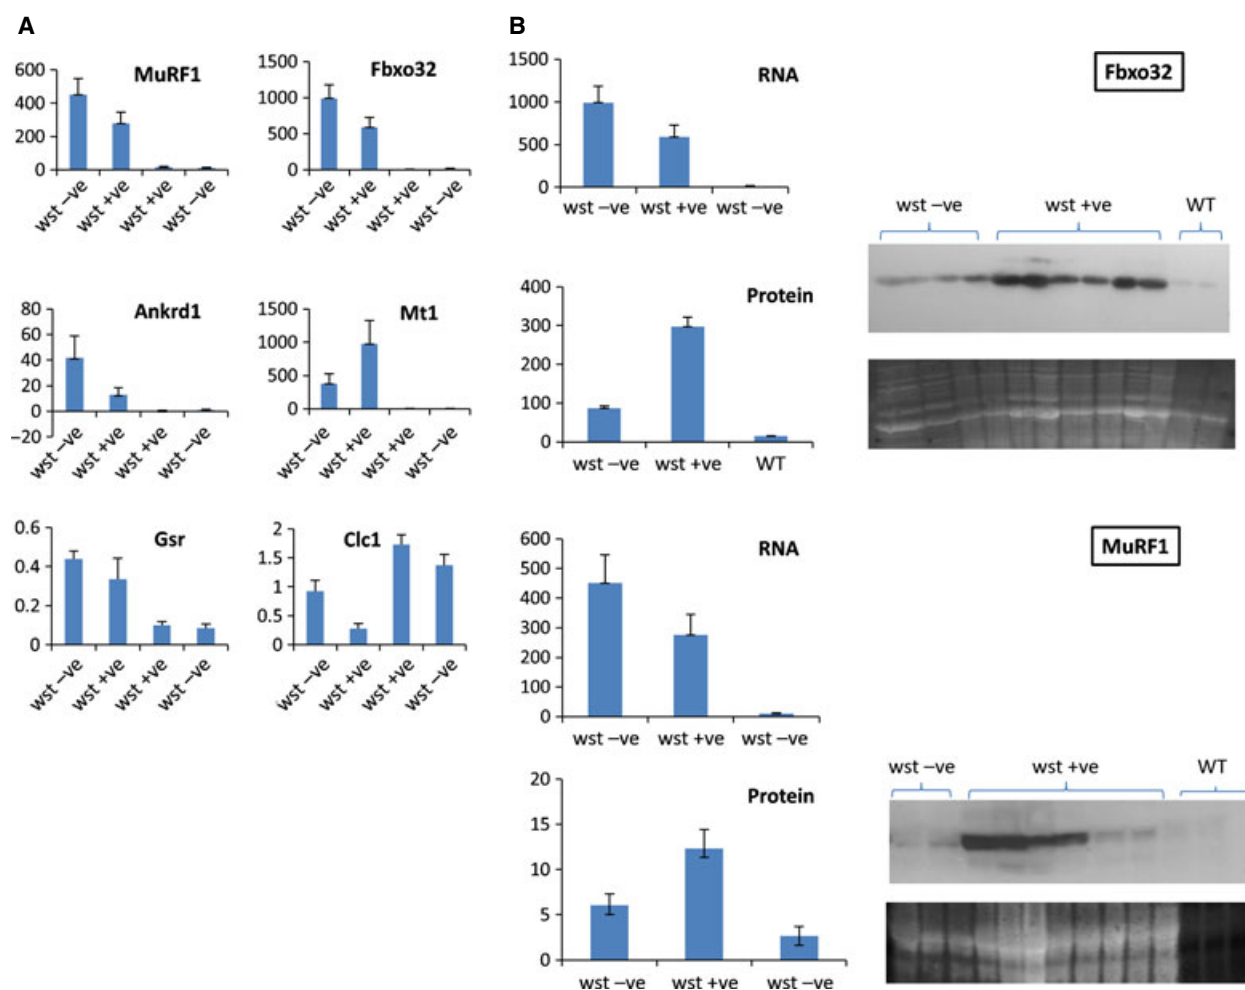 A
B
MuRF1
600
400
200
0
wst –ve
wst +ve
wst +ve
wst –ve
Fbxo32
1500
1000
500
0
wst –ve
wst +ve
wst +ve
wst –ve
Ankrd1
80
60
40
20
0
–20
wst –ve
wst +ve
wst +ve
wst –ve
Mt1
1500
1000
500
0
wst –ve
wst +ve
wst +ve
wst –ve
Gsr
0.6
0.4
0.2
0
wst –ve
wst +ve
wst +ve
wst –ve
Clc1
2
1.5
1
0.5
0
wst –ve
wst +ve
wst +ve
wst –ve
RNA
1500
1000
500
0
wst –ve wst +ve wst –ve
Protein
400
300
200
100
0
wst –ve wst +ve WT
Fbxo32
wst –ve wst +ve WT
RNA
600
500
400
300
200
100
0
wst –ve wst +ve wst –ve
Protein
20
15
10
5
0
wst –ve wst +ve wst –ve
MuRF1
wst –ve wst +ve WT